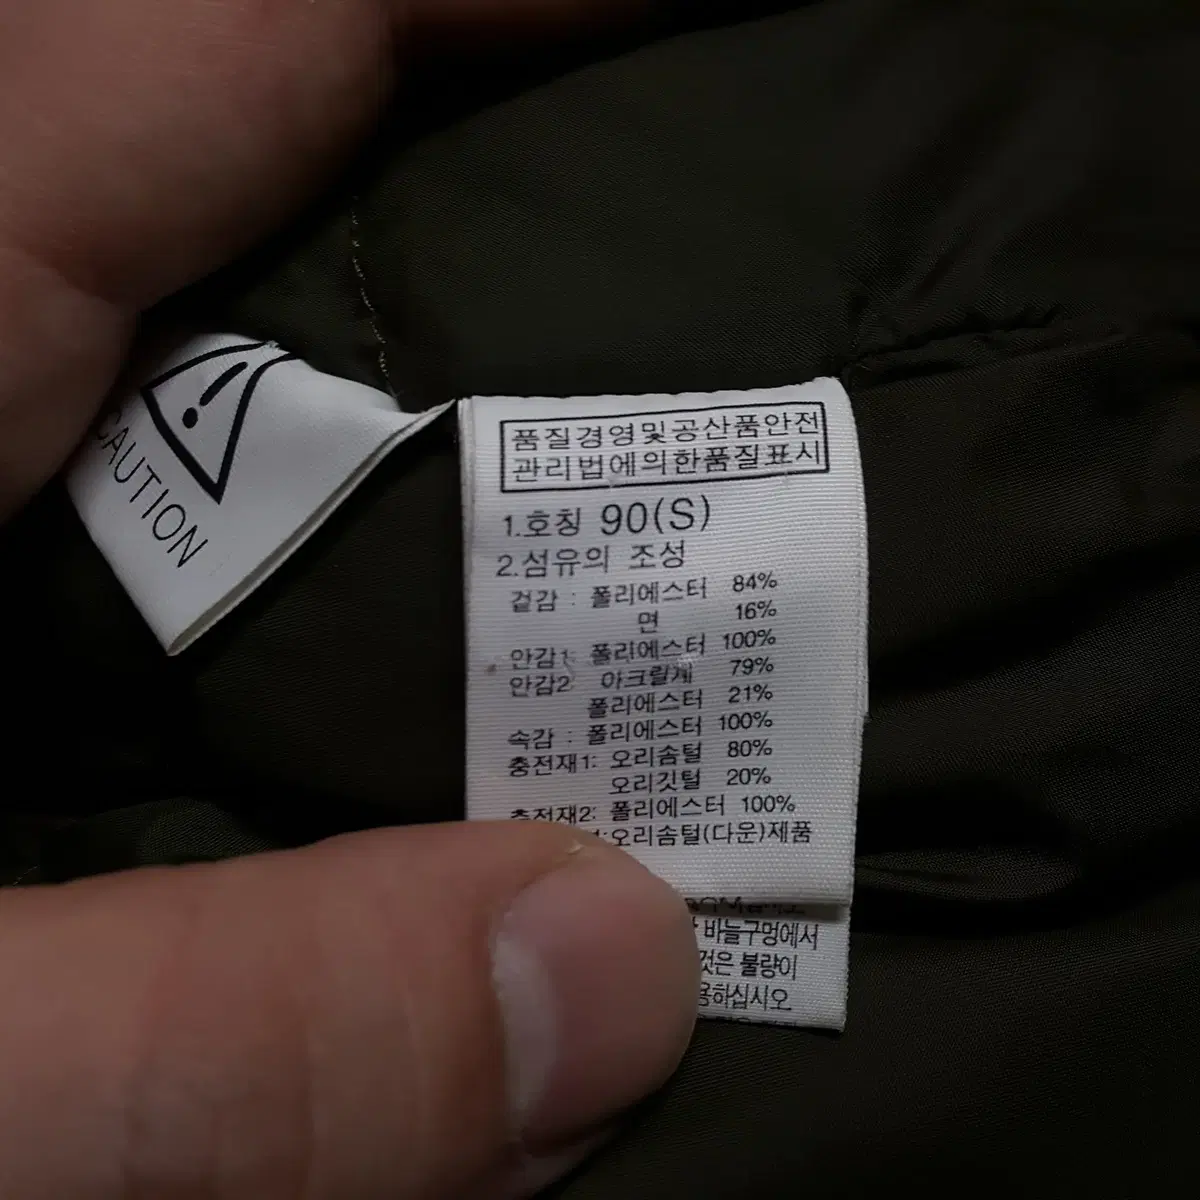 CAUTION
품질경영및공산품안전
관리법에의한품질표시
1.호칭 90(S)
2.섬유의 조성
겉감 : 폴리에스터 84%
면 16%
안감1: 폴리에스터 100%
안감2: 아크릴계 79%
폴리에스터 21%
속감 : 폴리에스터 100%
충전재1: 오리솜털 80%
오리깃털 20%
충전재2: 폴리에스터 100%
:오리솜털(다운)제품
바늘구멍에서
것은 불량이
용하십시오